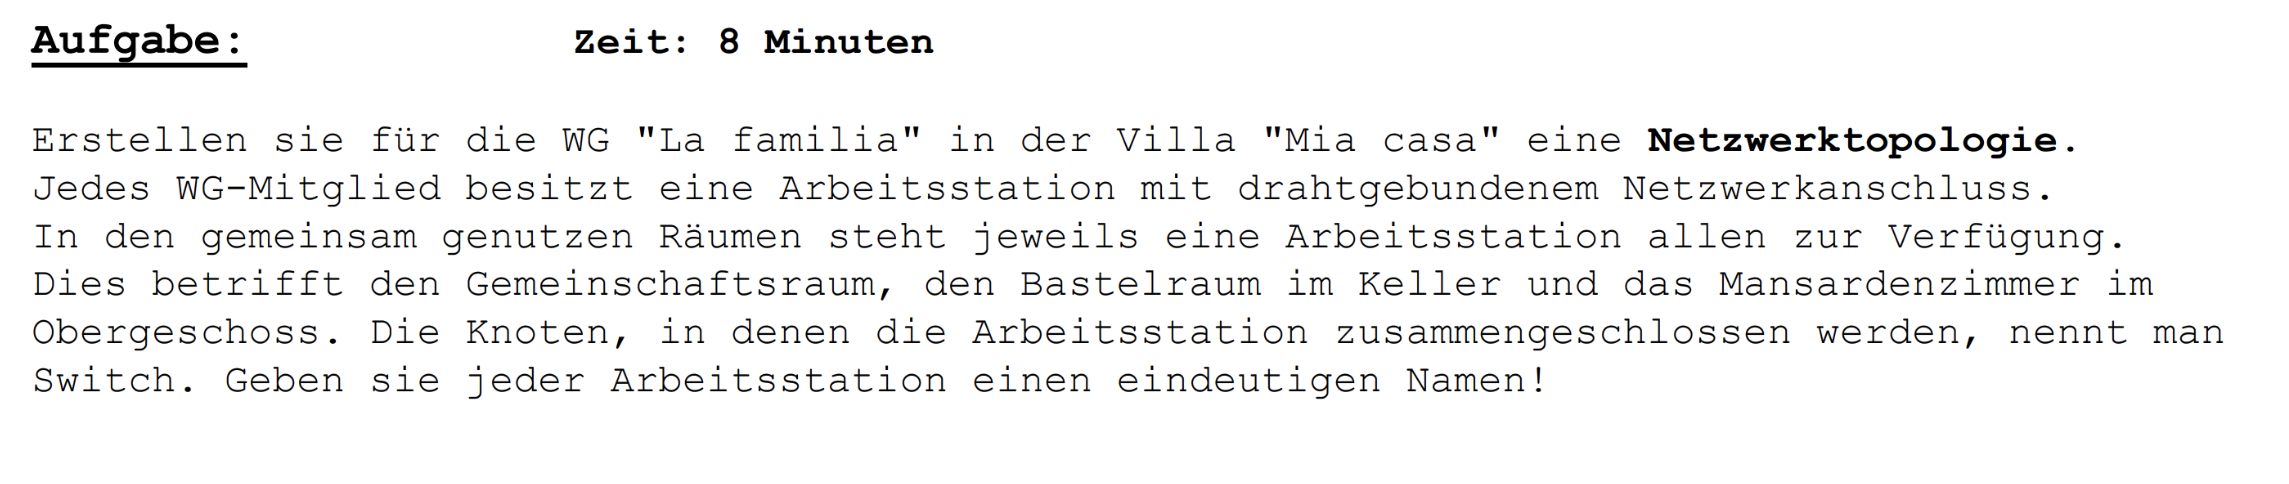 Aufgabe: Zeit: 8 Minuten
Erstellen sie für die WG "La familia" in der Villa "Mia casa" eine Netzwerktopologie.
Jedes WG-Mitglied besitzt eine Arbeitsstation mit drahtgebundenem Netzwerkanschluss.
In den gemeinsam genutzen Räumen steht jeweils eine Arbeitsstation allen zur Verfügung.
Dies betrifft den Gemeinschaftsraum, den Bastelraum im Keller und das Mansardenzimmer im
Obergeschoss. Die Knoten, in denen die Arbeitsstation zusammengeschlossen werden, nennt man
Switch. Geben sie jeder Arbeitsstation einen eindeutigen Namen!